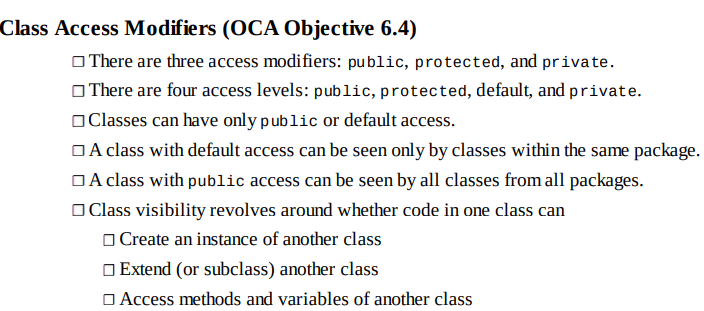 Class Access Modifiers (OCA Objective 6.4)
☐ There are three access modifiers: public, protected, and private.
☐ There are four access levels: public, protected, default, and private.
☐ Classes can have only public or default access.
☐ A class with default access can be seen only by classes within the same package.
☐ A class with public access can be seen by all classes from all packages.
☐ Class visibility revolves around whether code in one class can
☐ Create an instance of another class
☐ Extend (or subclass) another class
☐ Access methods and variables of another class